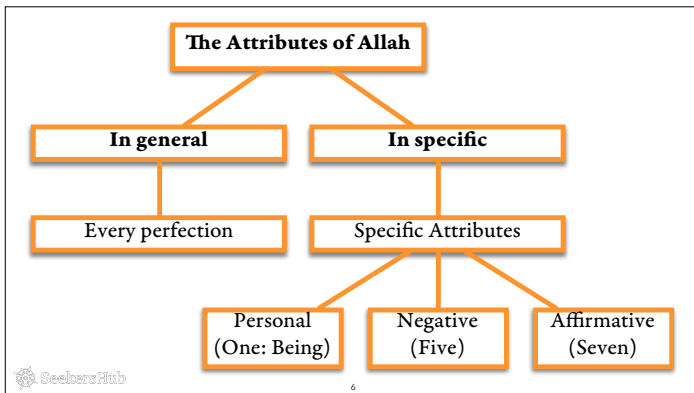 The Attributes of Allah
In general
In specific
Every perfection
Specific Attributes
Personal
(One: Being)
Negative
(Five)
Affirmative
(Seven)
SeekersHub
6